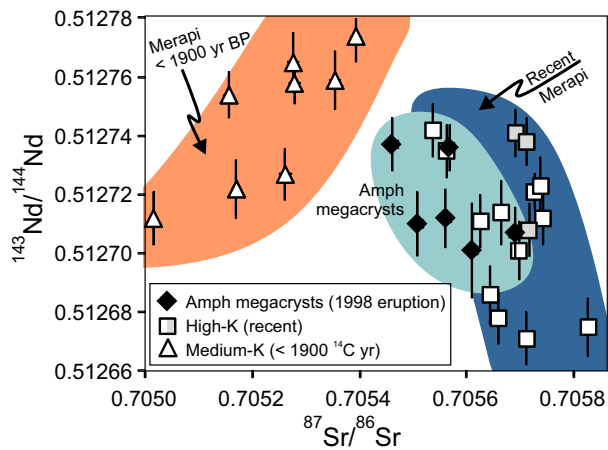 0.51278
0.51276
0.51274
0.51272
0.51270
0.51268
0.51266
¹⁴³Nd/¹⁴⁴Nd
Merapi
< 1900 yr BP
Recent
Merapi
Amph
megacrysts
Amph megacrysts (1998 eruption)
High-K (recent)
Medium-K (< 1900 ¹⁴C yr)
0.7050 0.7052 0.7054 0.7056 0.7058
⁸⁷Sr/⁸⁶Sr